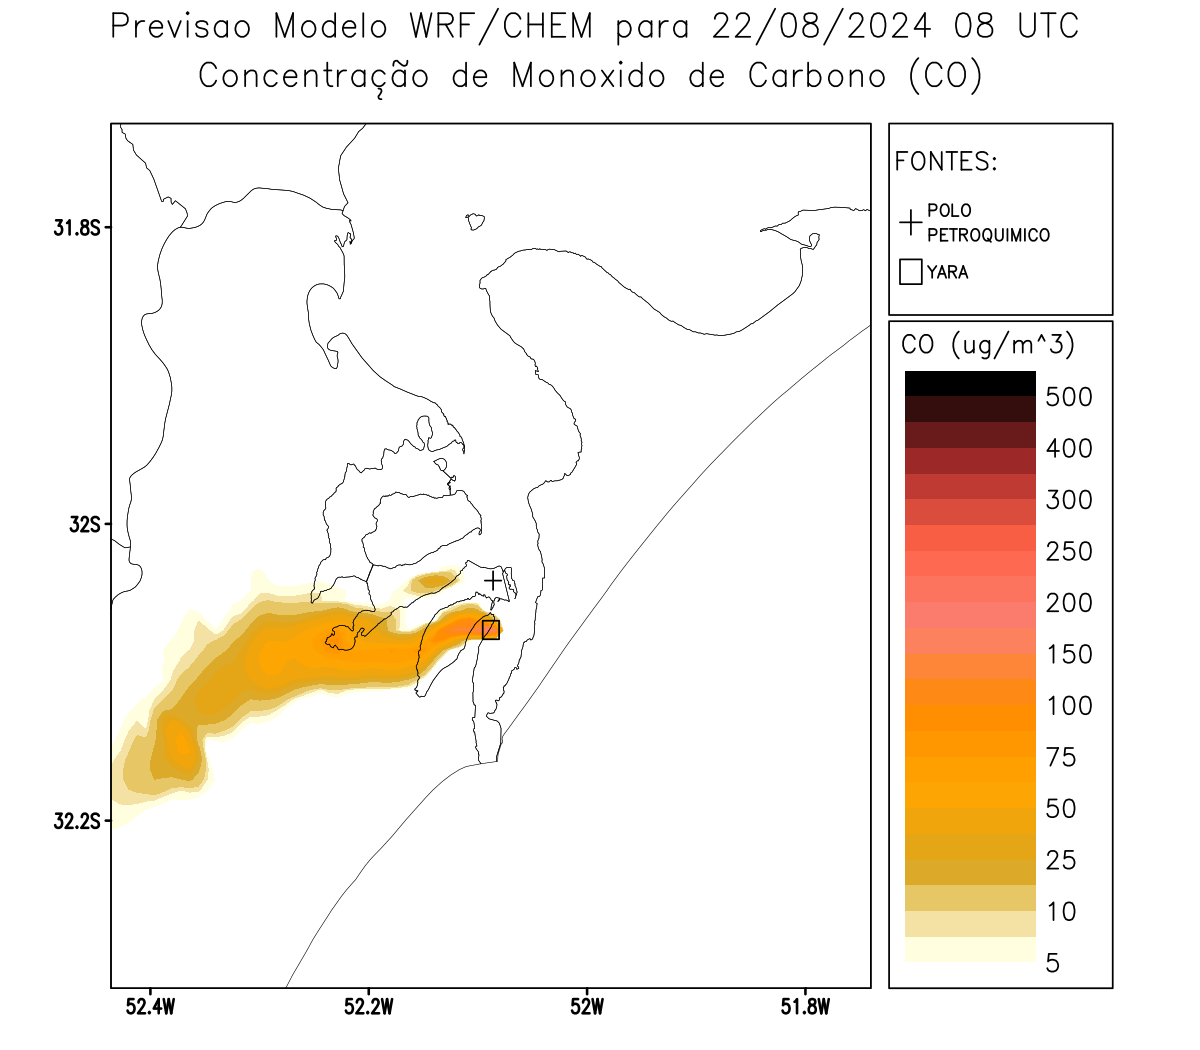 Previsao Modelo WRF/CHEM para 22/08/2024 08 UTC
Concentração de Monoxido de Carbono (CO)
FONTES:
POLO
PETROQUIMICO
YARA
CO (ug/m^3)
500
400
300
250
200
150
100
75
50
25
10
5
31.8S
32S
32.2S
52.4W
52.2W
52W
51.8W